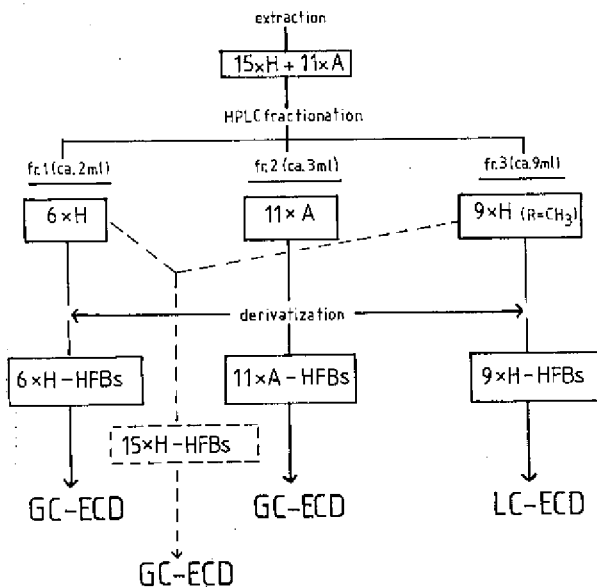 extraction
15×H + 11×A
HPLC fractionation
fr.1 (ca. 2ml)
fr.2 (ca. 3ml)
fr.3 (ca. 9ml)
6×H
11×A
9×H (R=CH₃)
derivatization
6×H–HFBs
11×A–HFBs
9×H–HFBs
15×H–HFBs
GC–ECD
GC–ECD
LC–ECD
GC–ECD